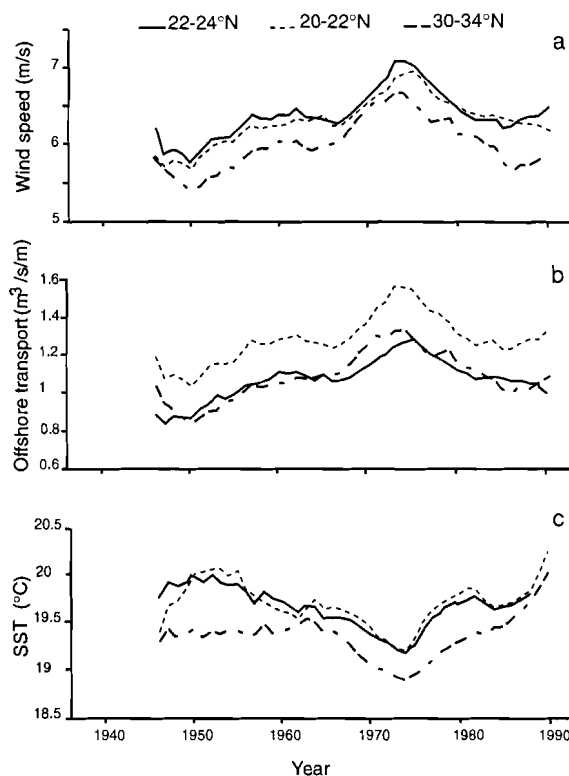 22-24°N 20-22°N 30-34°N
a
Wind speed (m/s)
7
6
5
b
Offshore transport (m³/s/m)
1.6
1.4
1.2
1
0.8
0.6
c
SST (°C)
20.5
20
19.5
19
18.5
1940 1950 1960 1970 1980 1990
Year